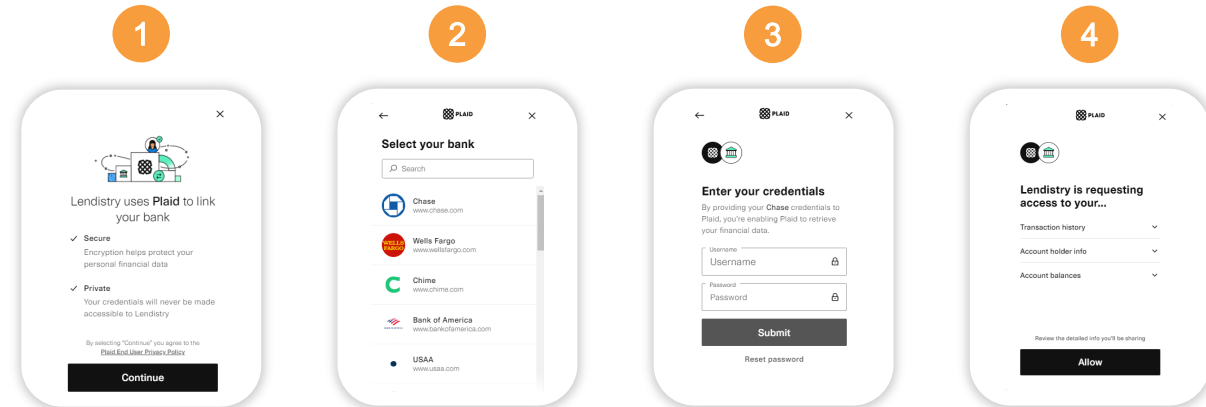 1
2
3
4
Lendistry uses Plaid to link
your bank
Secure
Encryption helps protect your
personal financial data
Private
Your credentials will never be made
accessible to Lendistry
By selecting "Continue" you agree to the
Plaid End User Privacy Policy
Continue
PLAID
Select your bank
Search
Chase
www.chase.com
WELLS
FARGO
Wells Fargo
www.wellsfargo.com
Chime
www.chime.com
Bank of America
www.bankofamerica.com
USAA
www.usaa.com
PLAID
Enter your credentials
By providing your Chase credentials to
Plaid, you're enabling Plaid to retrieve
your financial data.
Username
Username
Password
Password
Submit
Reset password
PLAID
Lendistry is requesting
access to your...
Transaction history
Account holder info
Account balances
Review the detailed info you'll be sharing
Allow